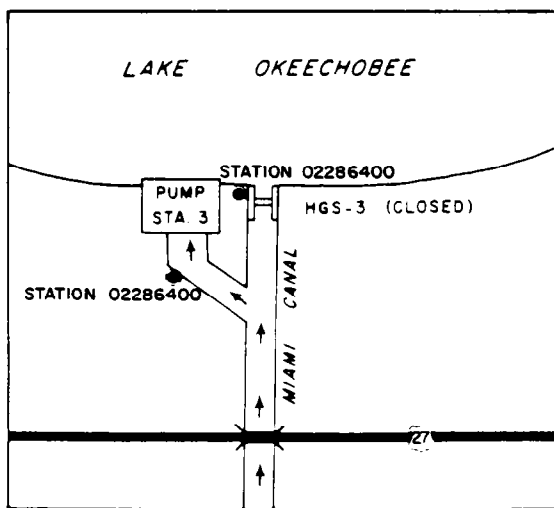 LAKE OKEECHOBEE
STATION 02286400
PUMP
STA. 3
HGS-3 (CLOSED)
STATION 02286400
MIAMI CANAL
27